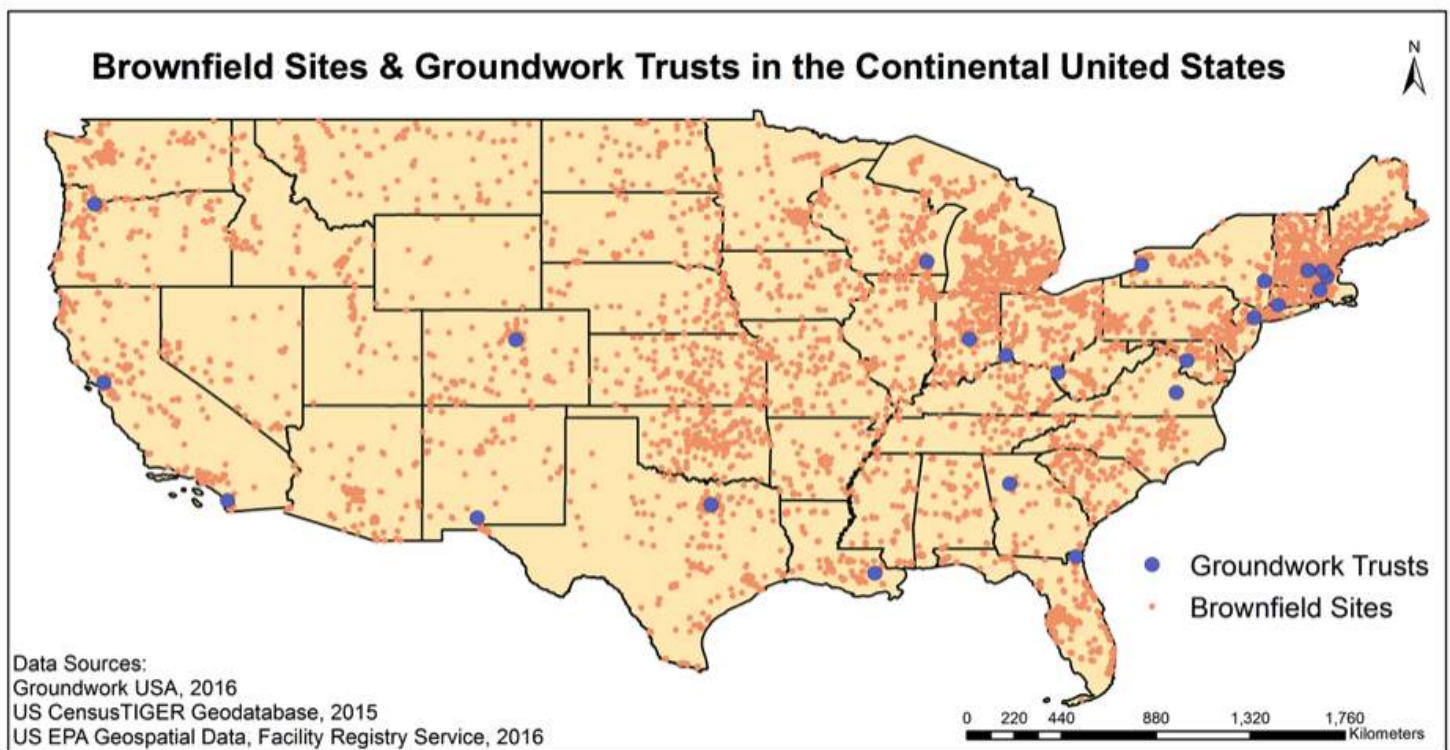 Brownfield Sites & Groundwork Trusts in the Continental United States
N
Groundwork Trusts
Brownfield Sites
Data Sources:
Groundwork USA, 2016
US CensusTIGER Geodatabase, 2015
US EPA Geospatial Data, Facility Registry Service, 2016
0 220 440 880 1,320 1,760
Kilometers